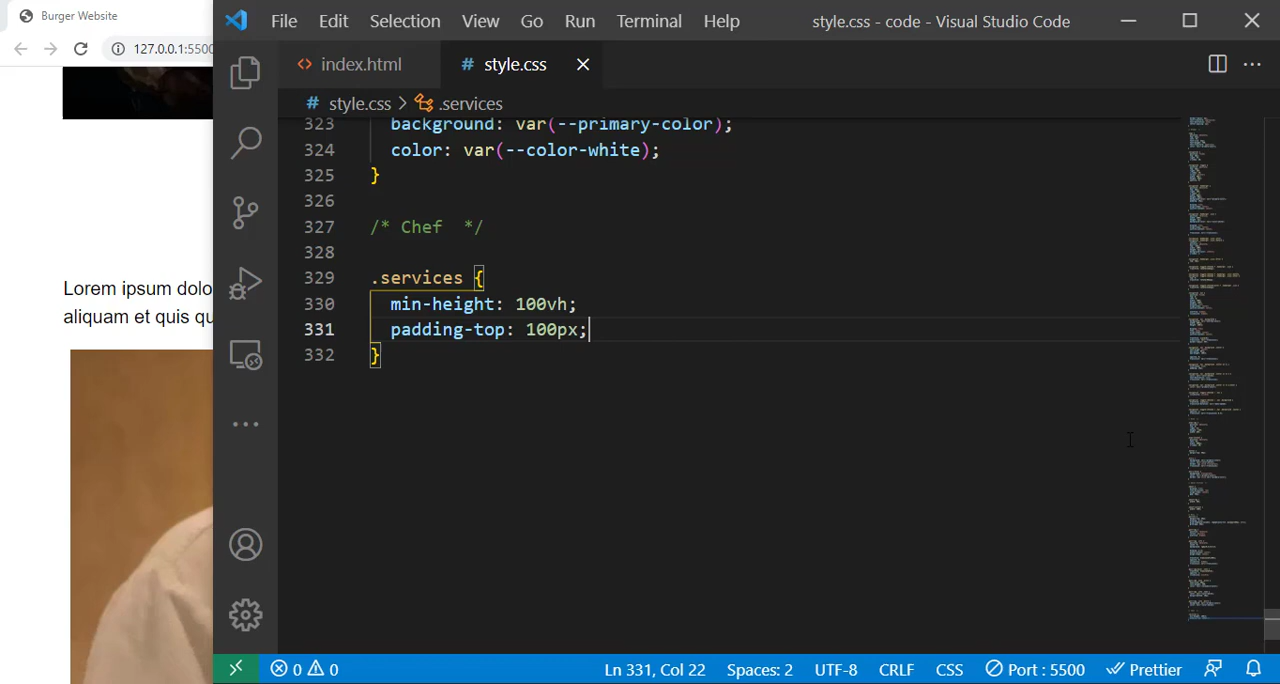 Burger Website
127.0.0.1:5500
Lorem ipsum dolo
aliquam et quis qu
File Edit Selection View Go Run Terminal Help
style.css - code - Visual Studio Code
<> index.html
# style.css
# style.css > .services
323 background: var(--primary-color);
324 color: var(--color-white);
325 }
326
327 /* Chef  */
328
329 .services {
330 min-height: 100vh;
331 padding-top: 100px;
332 }
0 0
Ln 331, Col 22
Spaces: 2
UTF-8
CRLF
CSS
Port : 5500
Prettier